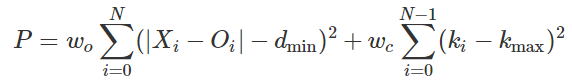 P = w_o \sum_{i=0}^{N} (|X_i − O_i| − d_{min})^2 + w_c \sum_{i=0}^{N−1} (k_i − k_{max})^2